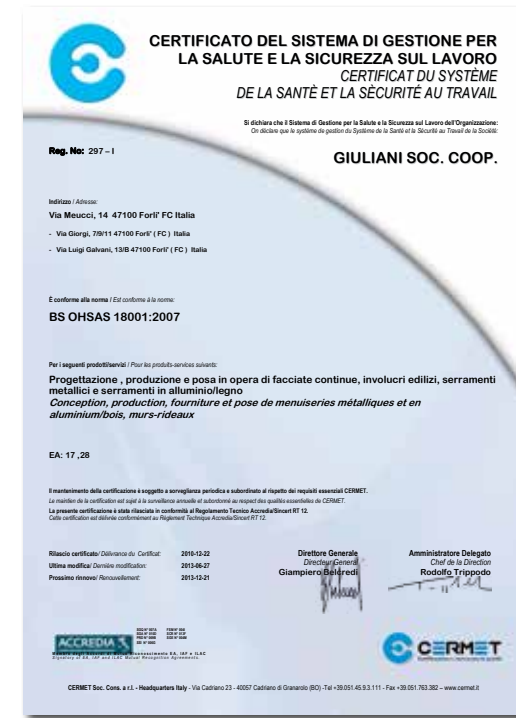 CERTIFICATO DEL SISTEMA DI GESTIONE PER
LA SALUTE E LA SICUREZZA SUL LAVORO
CERTIFICAT DU SYSTÈME
DE LA SANTÈ ET LA SÈCURITÉ AU TRAVAIL
Si dichiara che il Sistema di Gestione per la Salute e la Sicurezza sul Lavoro dell'Organizzazione:
On déclare que le système de gestion du Système de la Santé et la Sécurité au Travail de la Société:
Reg. No: 297 – I
GIULIANI SOC. COOP.
Indirizzo / Adresse:
Via Meucci, 14 47100 Forli' FC Italia
- Via Giorgi, 7/9/11 47100 Forli' ( FC ) Italia
- Via Luigi Galvani, 13/B 47100 Forli' ( FC ) Italia
È conforme alla norma / Est conforme à la norme:
BS OHSAS 18001:2007
Per i seguenti prodotti/servizi / Pour les produits-services suivants:
Progettazione , produzione e posa in opera di facciate continue, involucri edilizi, serramenti
metallici e serramenti in alluminio/legno
Conception, production, fourniture et pose de menuiseries métalliques et en
aluminium/bois, murs-rideaux
EA: 17 ,28
Il mantenimento della certificazione è soggetto a sorveglianza periodica e subordinato al rispetto dei requisiti essenziali CERMET.
Le maintien de la certification est sujet à la surveillance annuelle et subordonné au respect des qualités essentielles de CERMET.
La presente certificazione è stata rilasciata in conformità al Regolamento Tecnico Accredia/Sincert RT 12.
Cette certification est délivrée conformément au Règlement Technique Accredia/Sincert RT 12.
Rilascio certificato/ Délivrance du Certificat: 2010-12-22
Ultima modifica/ Dernière modification: 2013-06-27
Prossimo rinnovo/ Renouvellement: 2013-12-21
Direttore Generale
Directeur General
Giampiero Belcredi
Amministratore Delegato
Chef de la Direction
Rodolfo Trippodo
ACCREDIA
Signatory of EA, IAF and ILAC Mutual Recognition Agreements
CERMET
CERMET Soc. Cons. a r.l. - Headquarters Italy - Via Cadriano 23 - 40057 Cadriano di Granarolo (BO) -Tel +39.051.45.9.3.111 - Fax +39.051.763.382 – www.cermet.it